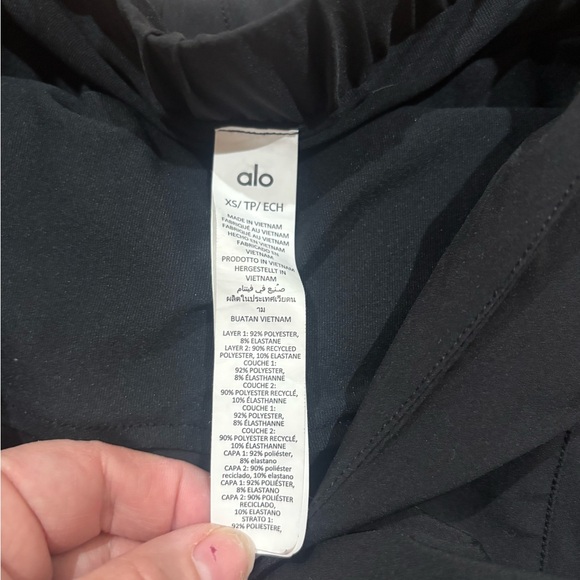 alo
XS/ TP/ ECH
MADE IN VIETNAM
FABRIQUÉ AU VIETNAM
FABRIQUÉ AU VIETNAM
HECHO EN VIETNAM
FABRICADO EN
VIETNAM
PRODOTTO IN VIETNAM
HERGESTELLT IN
VIETNAM
صنيع في فيتنام
ผลิตในประเทศเวียดน
าม
BUATAN VIETNAM
LAYER 1: 92% POLYESTER,
8% ELASTANE
LAYER 2: 90% RECYCLED
POLYESTER, 10% ELASTANE
COUCHE 1:
92% POLYESTER,
8% ÉLASTHANNE
COUCHE 2:
90% POLYESTER RECYCLÉ,
10% ÉLASTHANNE
COUCHE 1:
92% POLYESTER,
8% ÉLASTHANNE
COUCHE 2:
90% POLYESTER RECYCLÉ,
10% ÉLASTHANNE
CAPA 1: 92% poliéster,
8% elastano
CAPA 2: 90% poliéster
reciclado, 10% elastano
CAPA 1: 92% POLIÉSTER,
8% ELASTANO
CAPA 2: 90% POLIÉSTER
RECICLADO,
10% ELASTANO
STRATO 1:
92% POLIESTERE,